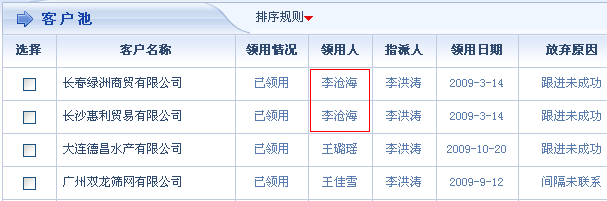 客户池 排序规则
选择 客户名称 领用情况 领用人 指派人 领用日期 放弃原因
长春绿洲商贸有限公司 已领用 李沧海 李洪涛 2009-3-14 跟进未成功
长沙惠利贸易有限公司 已领用 李沧海 李洪涛 2009-3-14 跟进未成功
大连德昌水产有限公司 已领用 王璐瑶 李洪涛 2009-10-20 跟进未成功
广州双龙筛网有限公司 已领用 王佳雪 李洪涛 2009-9-12 间隔未联系